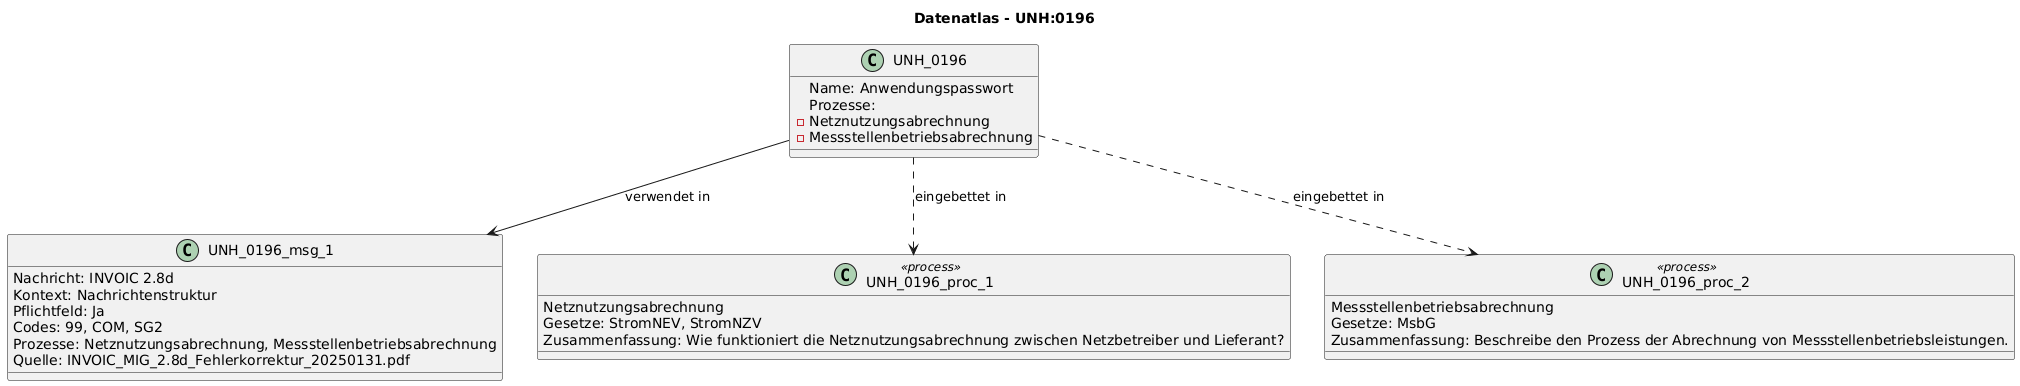 Datenatlas - UNH:0196
C UNH_0196
Name: Anwendungspasswort
Prozesse:
Netznutzungsabrechnung
Messstellenbetriebsabrechnung
verwendet in
eingebettet in
eingebettet in
C UNH_0196_msg_1
Nachricht: INVOIC 2.8d
Kontext: Nachrichtenstruktur
Pflichtfeld: Ja
Codes: 99, COM, SG2
Prozesse: Netznutzungsabrechnung, Messstellenbetriebsabrechnung
Quelle: INVOIC_MIG_2.8d_Fehlerkorrektur_20250131.pdf
«process»
C UNH_0196_proc_1
Netznutzungsabrechnung
Gesetze: StromNEV, StromNZV
Zusammenfassung: Wie funktioniert die Netznutzungsabrechnung zwischen Netzbetreiber und Lieferant?
«process»
C UNH_0196_proc_2
Messstellenbetriebsabrechnung
Gesetze: MsbG
Zusammenfassung: Beschreibe den Prozess der Abrechnung von Messstellenbetriebsleistungen.